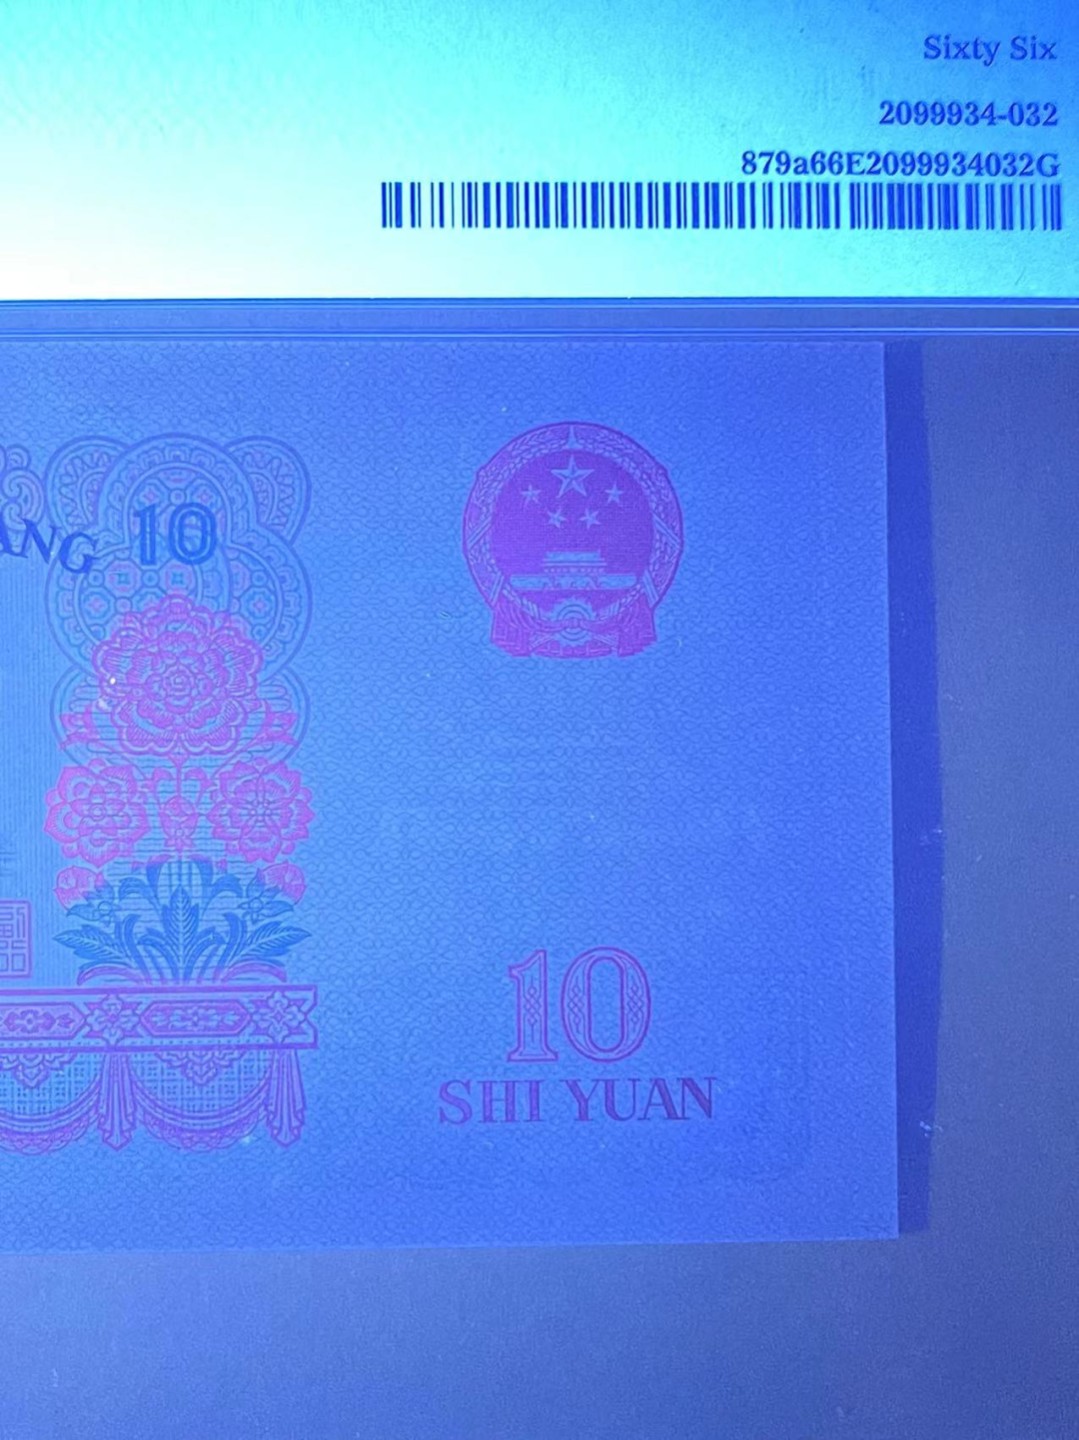 Sixty Six
2099934-032
879a66E2099934032G
ANG
10
10
SHI YUAN